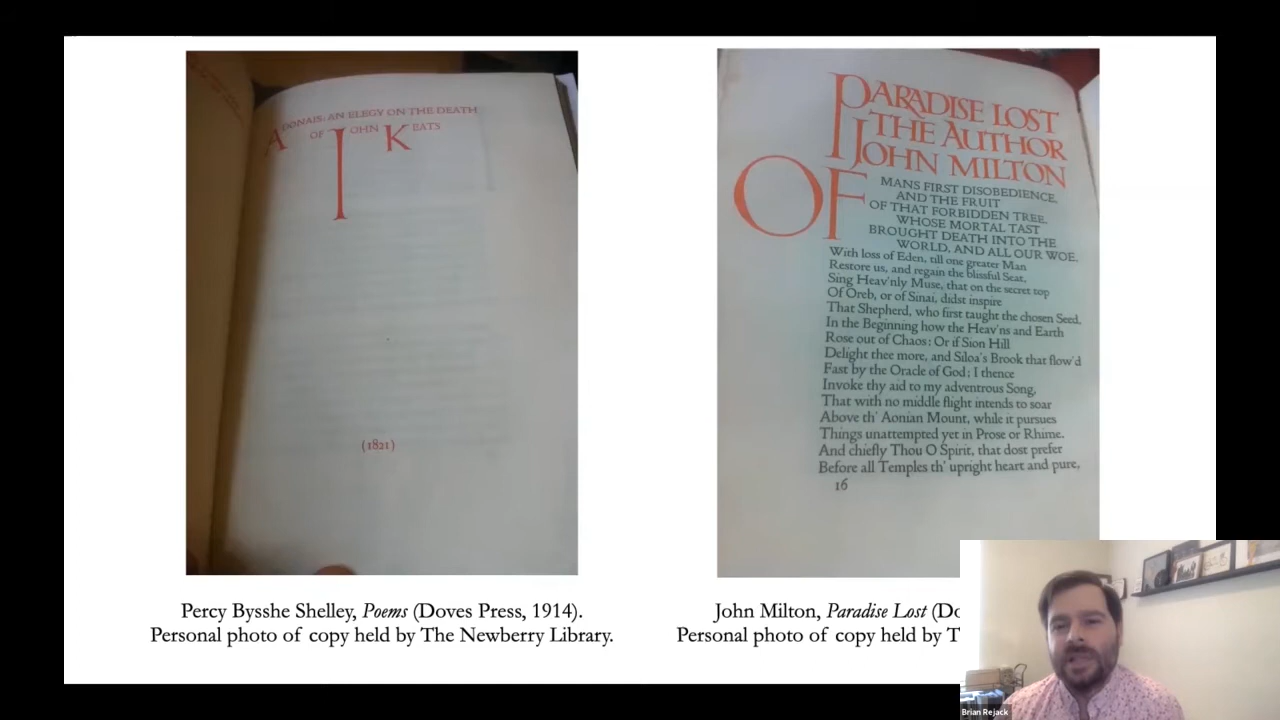 ADONAIS: AN ELEGY ON THE DEATH
OF JOHN KEATS
(1821)
PARADISE LOST
THE AUTHOR
JOHN MILTON
OF MANS FIRST DISOBEDIENCE,
AND THE FRUIT
OF THAT FORBIDDEN TREE,
WHOSE MORTAL TAST
BROUGHT DEATH INTO THE
WORLD, AND ALL OUR WOE,
With loss of Eden, till one greater Man
Restore us, and regain the blissful Seat,
Sing Heav'nly Muse, that on the secret top
Of Oreb, or of Sinai, didst inspire
That Shepherd, who first taught the chosen Seed,
In the Beginning how the Heav'ns and Earth
Rose out of Chaos: Or if Sion Hill
Delight thee more, and Siloa's Brook that flow'd
Fast by the Oracle of God; I thence
Invoke thy aid to my adventrous Song,
That with no middle flight intends to soar
Above th' Aonian Mount, while it pursues
Things unattempted yet in Prose or Rhime.
And chiefly Thou O Spirit, that dost prefer
Before all Temples th' upright heart and pure,
16
Percy Bysshe Shelley, Poems (Doves Press, 1914).
Personal photo of copy held by The Newberry Library.
John Milton, Paradise Lost (Do
Personal photo of copy held by T
Brian Rejack